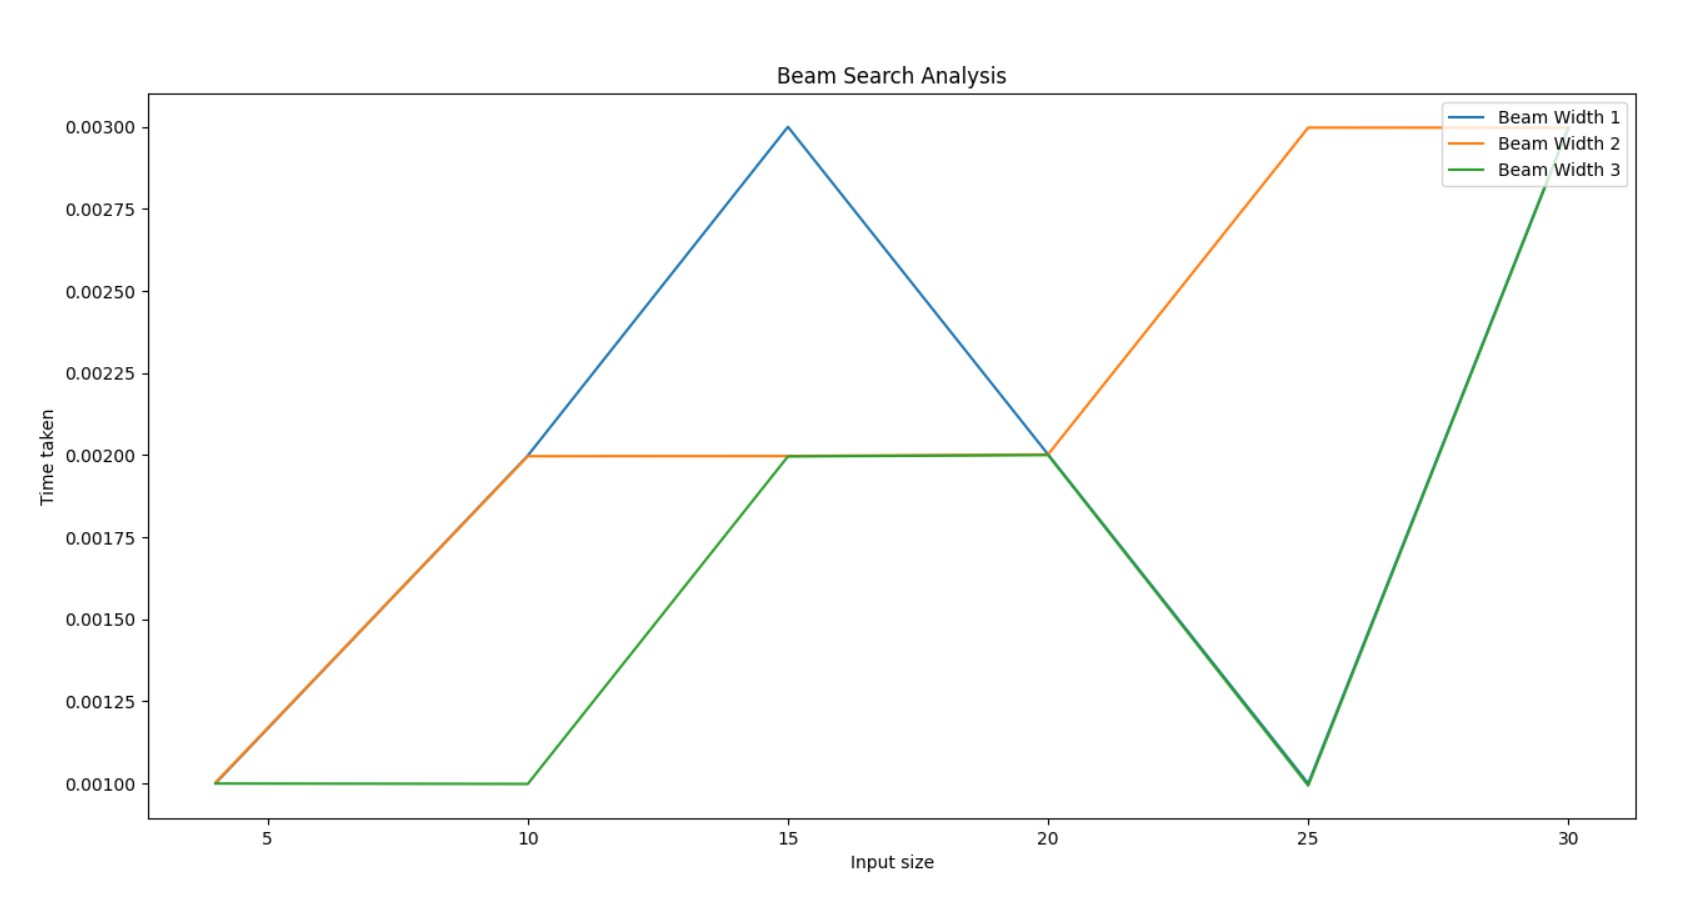 Beam Search Analysis
0.00300
0.00275
0.00250
0.00225
0.00200
0.00175
0.00150
0.00125
0.00100
Time taken
Beam Width 1
Beam Width 2
Beam Width 3
5 10 15 20 25 30
Input size